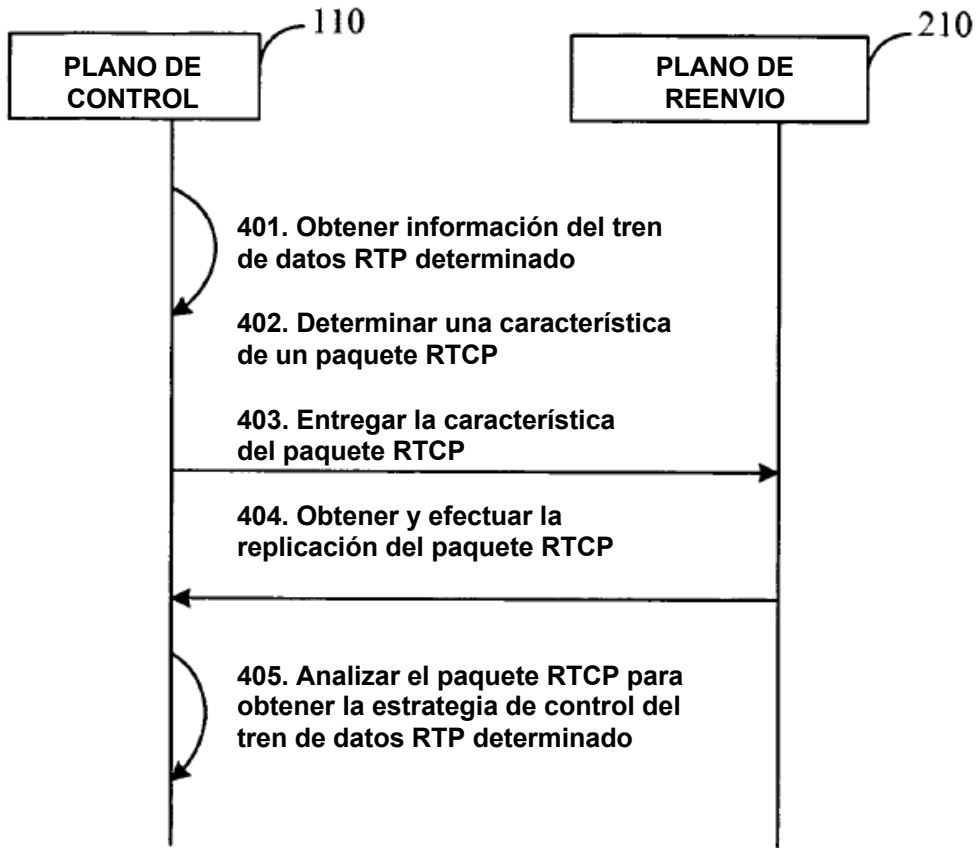 110
210
PLANO DE
CONTROL
PLANO DE
REENVIO
401. Obtener información del tren
de datos RTP determinado
402. Determinar una característica
de un paquete RTCP
403. Entregar la característica
del paquete RTCP
404. Obtener y efectuar la
replicación del paquete RTCP
405. Analizar el paquete RTCP para
obtener la estrategia de control del
tren de datos RTP determinado